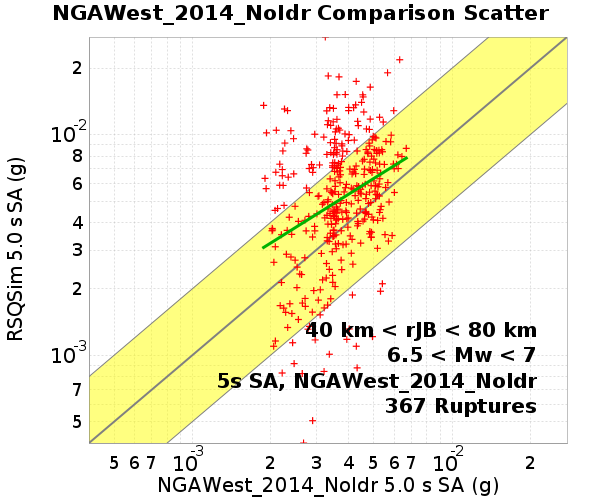 NGAWest_2014_NoIdr Comparison Scatter
RSQSim 5.0 s SA (g)
2
10⁻²
8
6
4
3
2
10⁻³
7
5
40 km < rJB < 80 km
6.5 < Mw < 7
5s SA, NGAWest_2014_NoIdr
367 Ruptures
5 6 7 10⁻³ 2 3 4 5 6 7 10⁻² 2
NGAWest_2014_NoIdr 5.0 s SA (g)